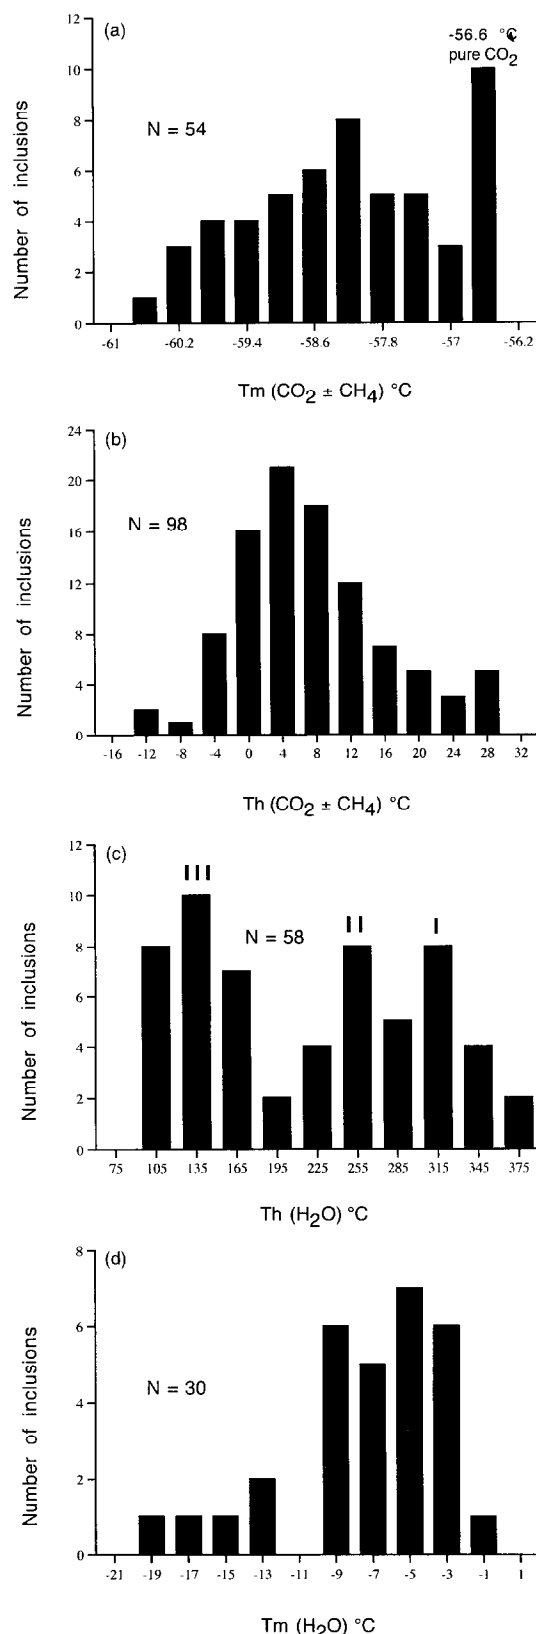 (a)
-56.6 °C
pure CO2
N = 54
12
10
8
6
4
2
0
Number of inclusions
-61 -60.2 -59.4 -58.6 -57.8 -57 -56.2
Tm (CO2 ± CH4) °C
(b)
N = 98
24
20
16
12
8
4
0
Number of inclusions
-16 -12 -8 -4 0 4 8 12 16 20 24 28 32
Th (CO2 ± CH4) °C
(c)
III
II
I
N = 58
12
10
8
6
4
2
0
Number of inclusions
75 105 135 165 195 225 255 285 315 345 375
Th (H2O) °C
(d)
N = 30
8
6
4
2
0
Number of inclusions
-21 -19 -17 -15 -13 -11 -9 -7 -5 -3 -1 1
Tm (H2O) °C